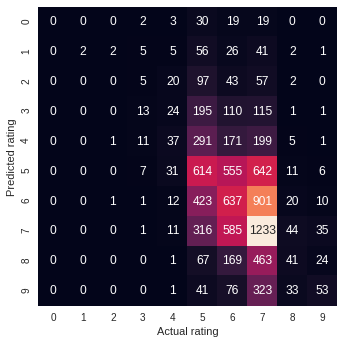 0 0 0 0 2 3 30 19 19 0 0
1 0 2 2 5 5 56 26 41 2 1
2 0 0 0 5 20 97 43 57 2 0
3 0 0 0 13 24 195 110 115 1 1
4 0 0 1 11 37 291 171 199 5 1
5 0 0 0 7 31 614 555 642 11 6
6 0 0 1 1 12 423 637 901 20 10
7 0 0 0 1 11 316 585 1233 44 35
8 0 0 0 0 1 67 169 463 41 24
9 0 0 0 0 1 41 76 323 33 53
0 1 2 3 4 5 6 7 8 9
Predicted rating
Actual rating